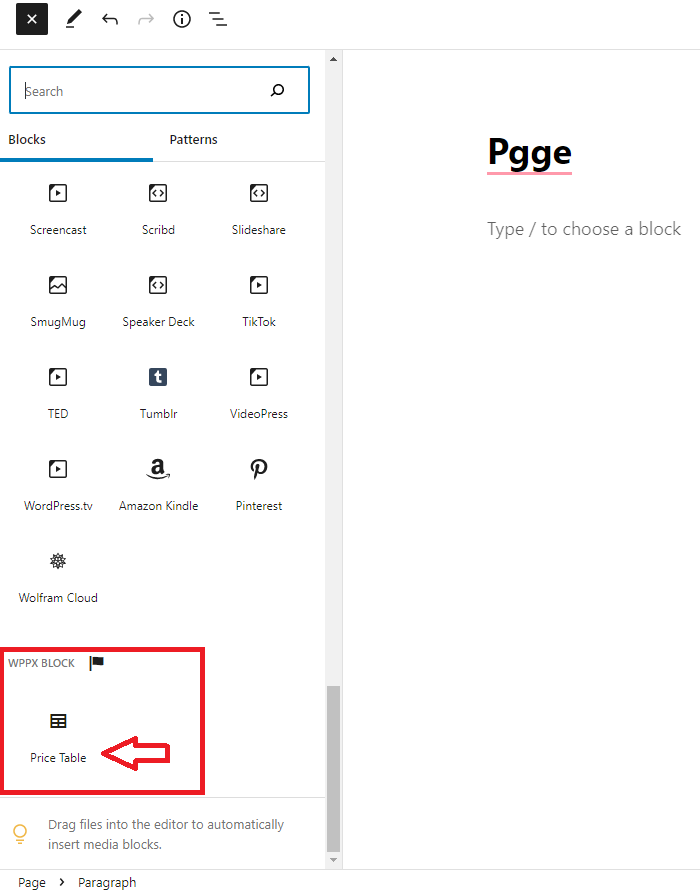 Search
Blocks Patterns
Screencast Scribd Slideshare
SmugMug Speaker Deck TikTok
TED Tumblr VideoPress
WordPress.tv Amazon Kindle Pinterest
Wolfram Cloud
WPPX BLOCK
Price Table
Drag files into the editor to automatically
insert media blocks.
Pgge
Type / to choose a block
Page > Paragraph